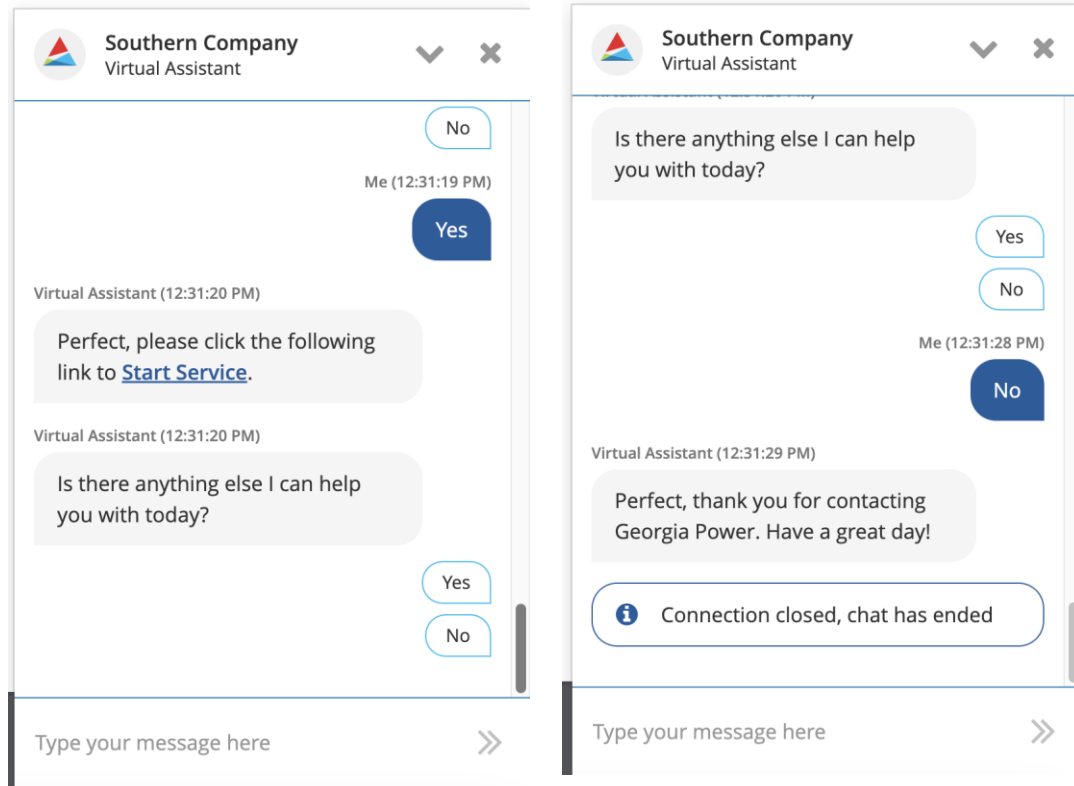 Southern Company
Virtual Assistant
No
Me (12:31:19 PM)
Yes
Virtual Assistant (12:31:20 PM)
Perfect, please click the following
link to Start Service.
Virtual Assistant (12:31:20 PM)
Is there anything else I can help
you with today?
Yes
No
Type your message here
Southern Company
Virtual Assistant
Is there anything else I can help
you with today?
Yes
No
Me (12:31:28 PM)
No
Virtual Assistant (12:31:29 PM)
Perfect, thank you for contacting
Georgia Power. Have a great day!
Connection closed, chat has ended
Type your message here